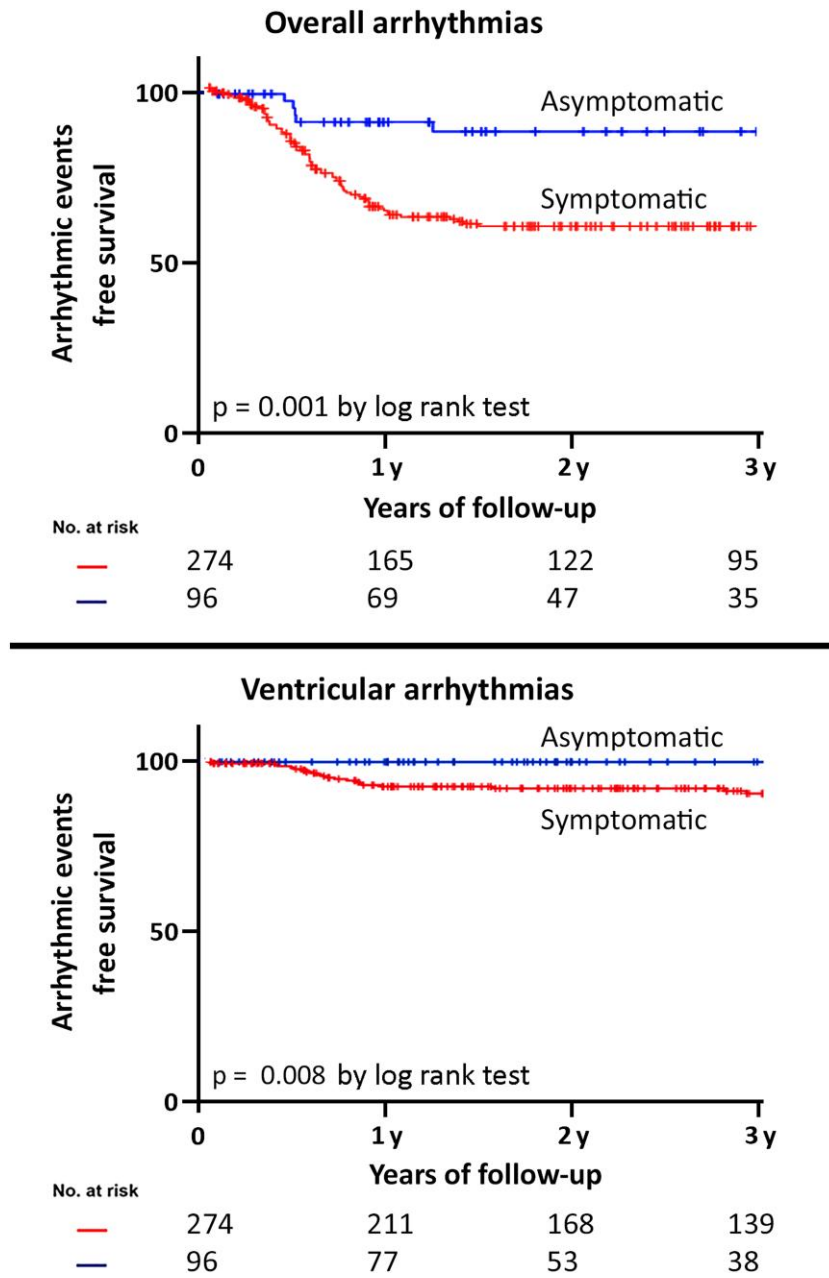 Overall arrhythmias
Arrhythmic events
free survival
100
50
0
Asymptomatic
Symptomatic
p = 0.001 by log rank test
0 1 y 2 y 3 y
Years of follow-up
No. at risk
274 165 122 95
96 69 47 35
Ventricular arrhythmias
Arrhythmic events
free survival
100
50
0
Asymptomatic
Symptomatic
p = 0.008 by log rank test
0 1 y 2 y 3 y
Years of follow-up
No. at risk
274 211 168 139
96 77 53 38